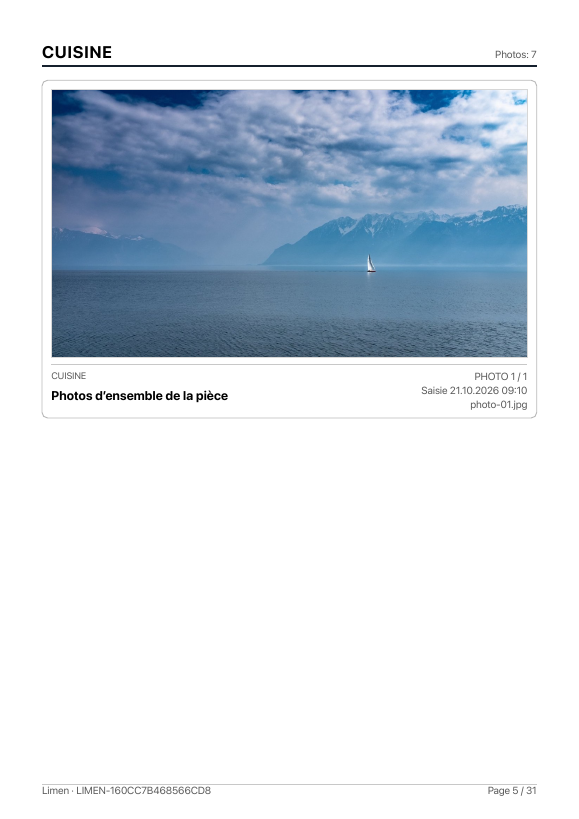 CUISINE
Photos: 7
CUISINE
Photos d’ensemble de la pièce
PHOTO 1 / 1
Saisie 21.10.2026 09:10
photo-01.jpg
Limen · LIMEN-160CC7B468566CD8
Page 5 / 31